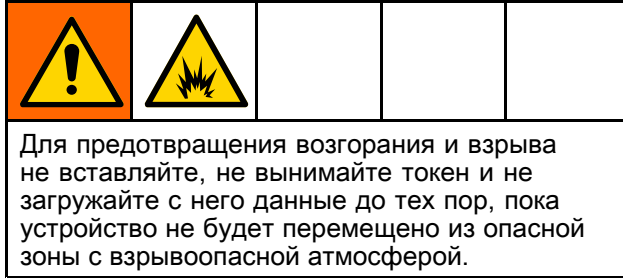 Для предотвращения возгорания и взрыва
не вставляйте, не вынимайте токен и не
загружайте с него данные до тех пор, пока
устройство не будет перемещено из опасной
зоны с взрывоопасной атмосферой.